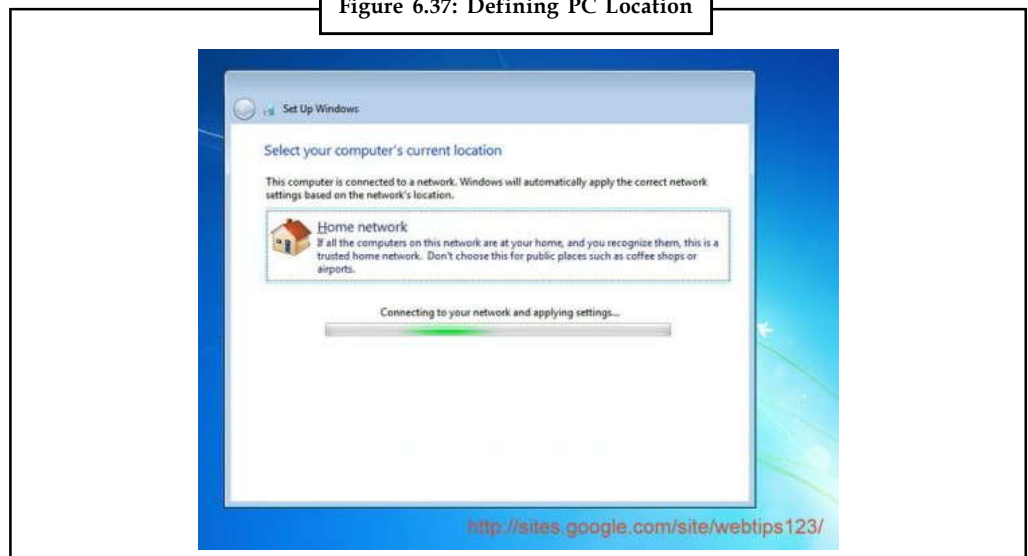 Figure 6.37: Defining PC Location
Set Up Windows
Select your computer's current location
This computer is connected to a network. Windows will automatically apply the correct network
settings based on the network's location.
Home network
If all the computers on this network are at your home, and you recognize them, this is a
trusted home network. Don't choose this for public places such as coffee shops or
airports.
Connecting to your network and applying settings...
http://sites.google.com/site/webtips123/